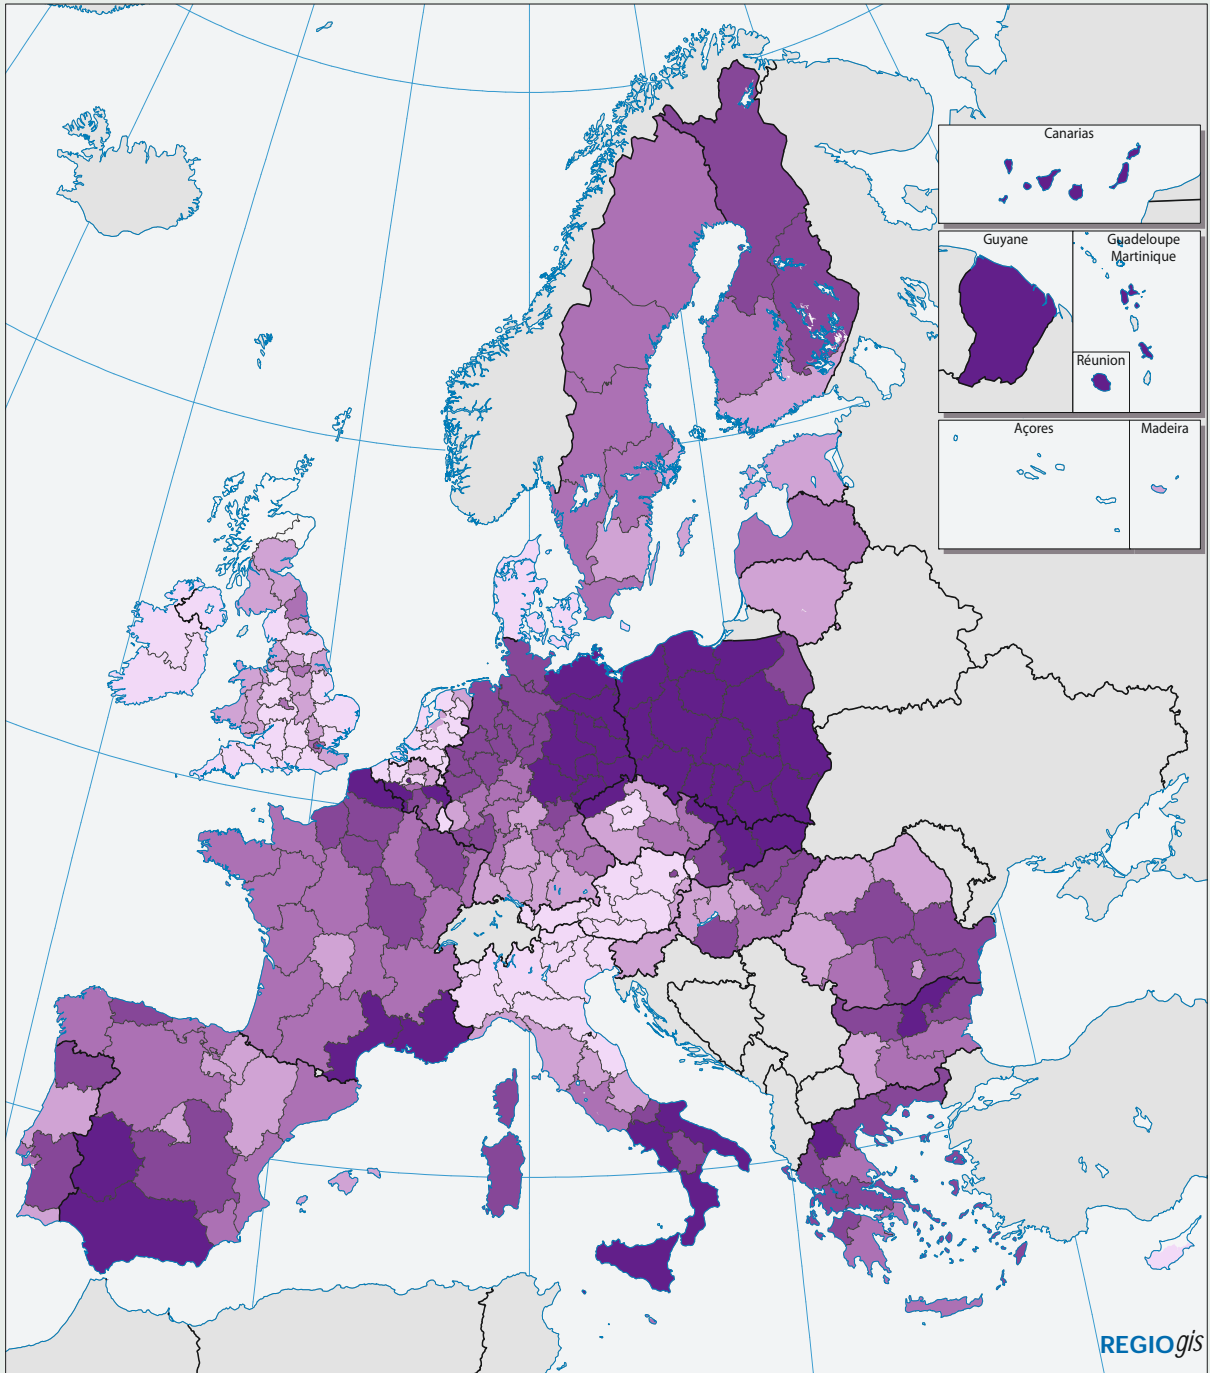 Canarias
Guyane
Guadeloupe
Martinique
Réunion
Açores
Madeira
REGIOgis